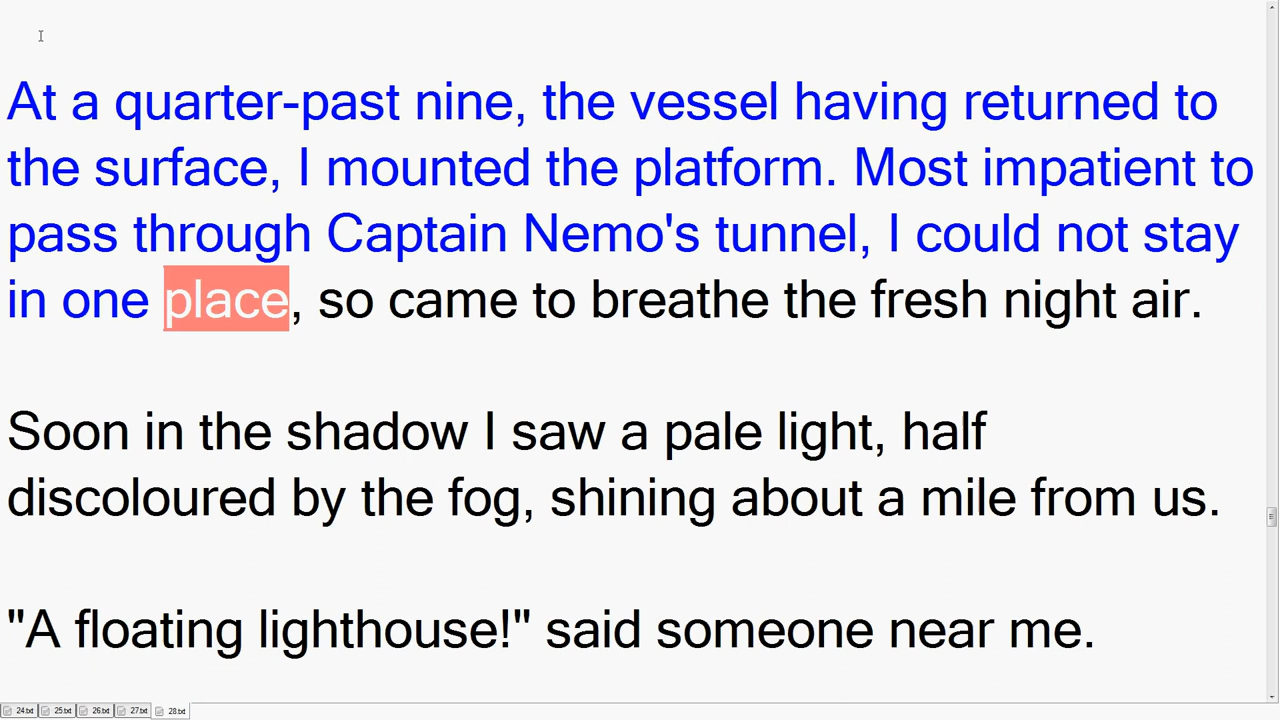 At a quarter-past nine, the vessel having returned to
the surface, I mounted the platform. Most impatient to
pass through Captain Nemo's tunnel, I could not stay
in one place, so came to breathe the fresh night air.
Soon in the shadow I saw a pale light, half
discoloured by the fog, shining about a mile from us.
"A floating lighthouse!" said someone near me.
24.txt 25.txt 26.txt 27.txt 28.txt